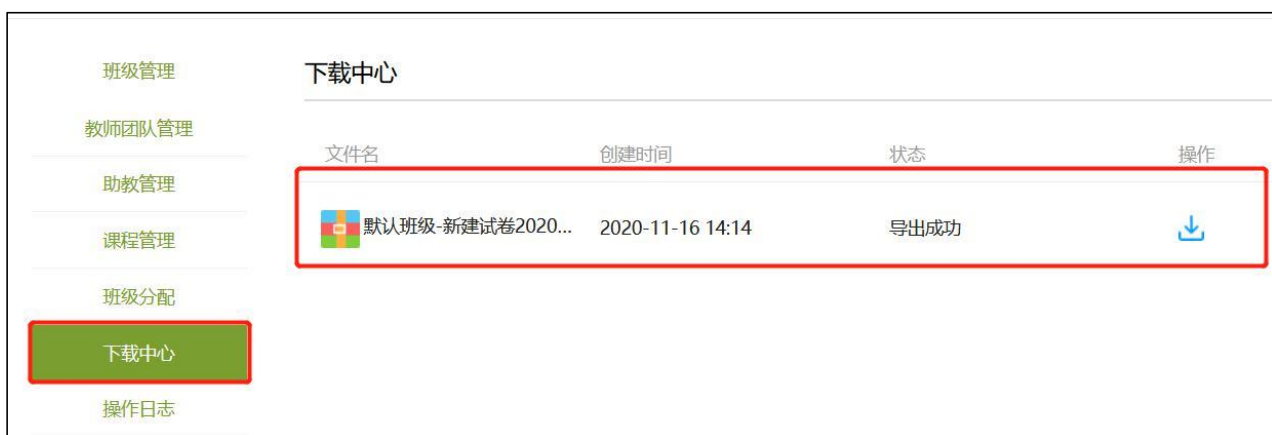 班级管理
教师团队管理
助教管理
课程管理
班级分配
下载中心
操作日志
下载中心
文件名 创建时间 状态 操作
默认班级-新建试卷2020... 2020-11-16 14:14 导出成功